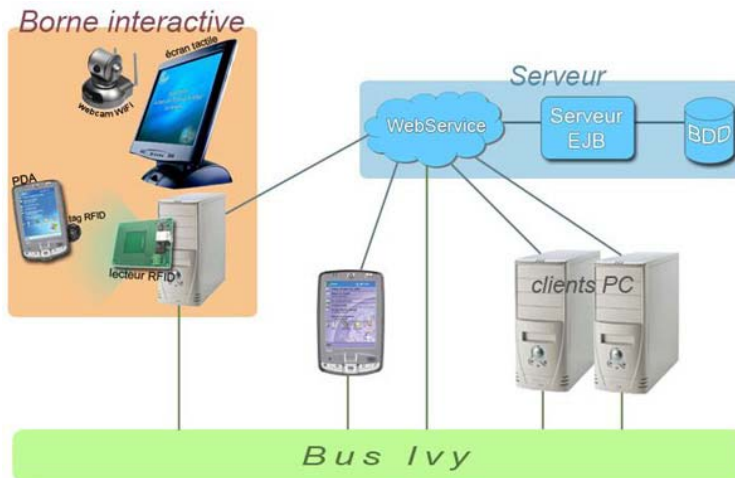 Borne interactive
écran tactile
webcam WIFI
PDA
tag RFID
lecteur RFID
Serveur
WebService
Serveur
EJB
BDD
clients PC
Bus Ivy